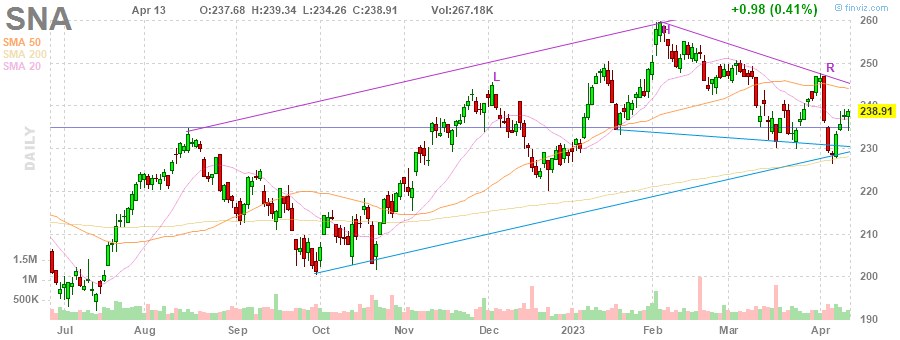 SNA Apr 13 O:237.68 H:239.34 L:234.26 C:238.91 Vol:267.18K +0.98 (0.41%) © finviz.com
SMA 50
SMA 200
SMA 20
DAILY
260
250
240
238.91
230
220
210
200
190
1.5M
1M
500K
L
H
R
Jul Aug Sep Oct Nov Dec 2023 Feb Mar Apr